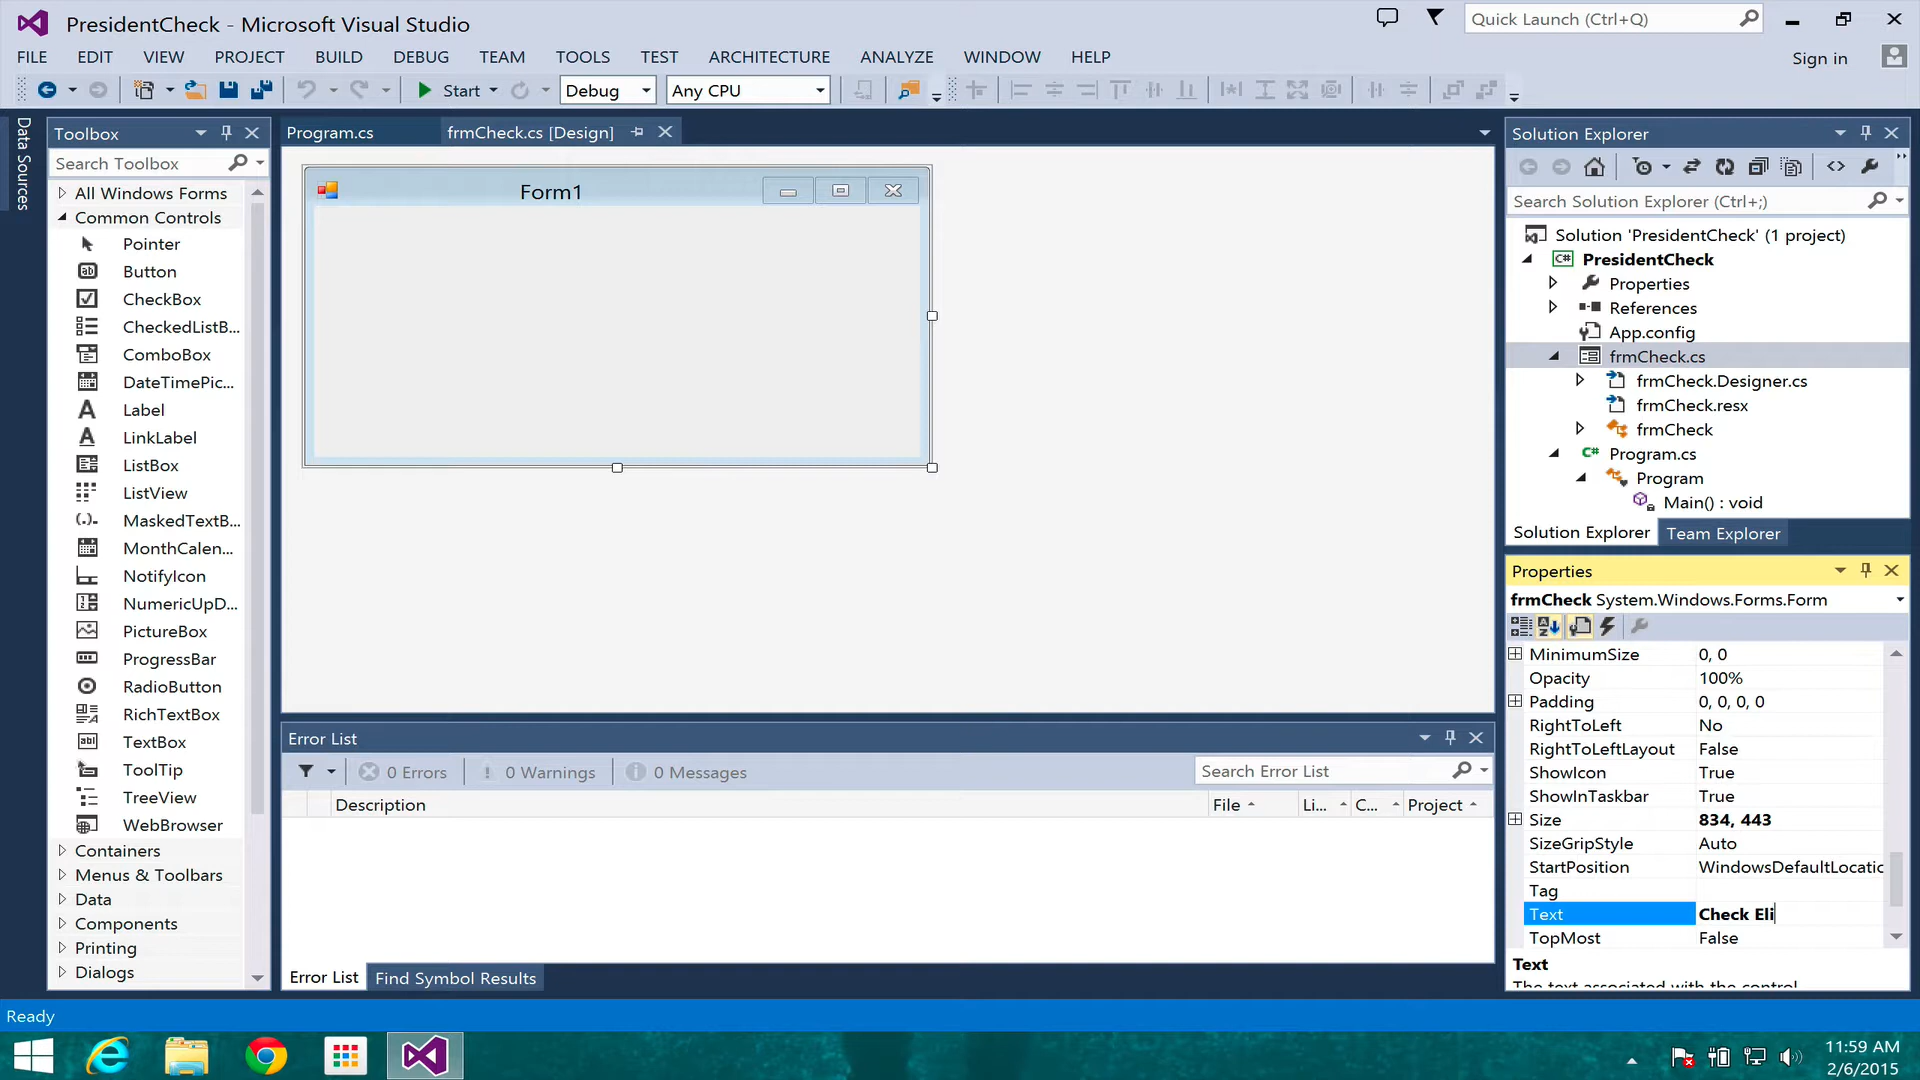 PresidentCheck - Microsoft Visual Studio
Quick Launch (Ctrl+Q)
FILE EDIT VIEW PROJECT BUILD DEBUG TEAM TOOLS TEST ARCHITECTURE ANALYZE WINDOW HELP
Sign in
Start Debug Any CPU
Data Sources
Toolbox
Search Toolbox
All Windows Forms
Common Controls
Pointer
Button
CheckBox
CheckedListB...
ComboBox
DateTimePic...
Label
LinkLabel
ListBox
ListView
MaskedTextB...
MonthCalen...
NotifyIcon
NumericUpD...
PictureBox
ProgressBar
RadioButton
RichTextBox
TextBox
ToolTip
TreeView
WebBrowser
Containers
Menus & Toolbars
Data
Components
Printing
Dialogs
Program.cs frmCheck.cs [Design]
Form1
Error List
0 Errors 0 Warnings 0 Messages
Search Error List
Description File Li... C... Project
Error List Find Symbol Results
Solution Explorer
Search Solution Explorer (Ctrl+;)
Solution 'PresidentCheck' (1 project)
PresidentCheck
Properties
References
App.config
frmCheck.cs
frmCheck.Designer.cs
frmCheck.resx
frmCheck
Program.cs
Program
Main() : void
Solution Explorer Team Explorer
Properties
frmCheck System.Windows.Forms.Form
MinimumSize 0, 0
Opacity 100%
Padding 0, 0, 0, 0
RightToLeft No
RightToLeftLayout False
ShowIcon True
ShowInTaskbar True
Size 834, 443
SizeGripStyle Auto
StartPosition WindowsDefaultLocatic
Tag
Text Check Eli
TopMost False
Text
The text associated with the control
Ready
11:59 AM
2/6/2015